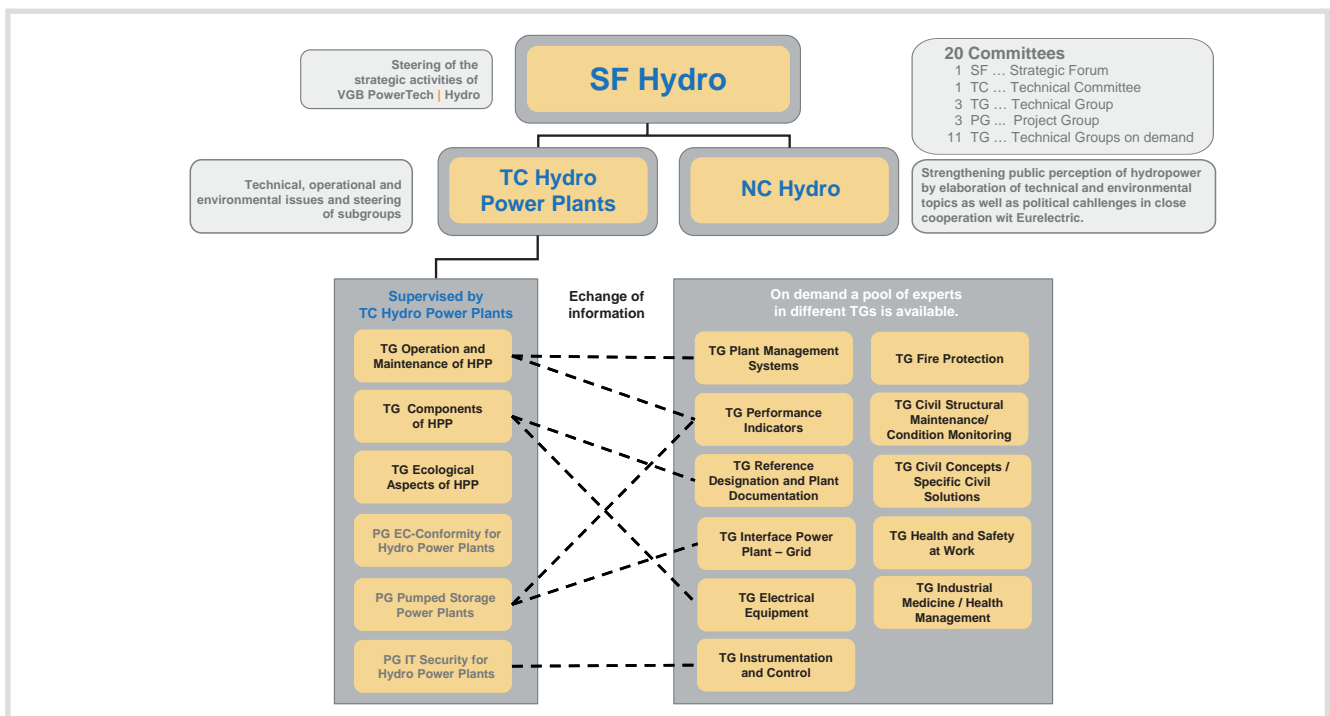 Steering of the
strategic activities of
VGB PowerTech | Hydro
SF Hydro
20 Committees
1 SF … Strategic Forum
1 TC … Technical Committee
3 TG … Technical Group
3 PG ... Project Group
11 TG … Technical Groups on demand
Technical, operational and
environmental issues and steering
of subgroups
TC Hydro
Power Plants
NC Hydro
Strengthening public perception of hydropower
by elaboration of technical and environmental
topics as well as political cahllenges in close
cooperation wit Eurelectric.
Supervised by
TC Hydro Power Plants
Echange of
information
On demand a pool of experts
in different TGs is available.
TG Operation and
Maintenance of HPP
TG Components
of HPP
TG Ecological
Aspects of HPP
PG EC-Conformity for
Hydro Power Plants
PG Pumped Storage
Power Plants
PG IT Security for
Hydro Power Plants
TG Plant Management
Systems
TG Performance
Indicators
TG Reference
Designation and Plant
Documentation
TG Interface Power
Plant – Grid
TG Electrical
Equipment
TG Instrumentation
and Control
TG Fire Protection
TG Civil Structural
Maintenance/
Condition Monitoring
TG Civil Concepts /
Specific Civil
Solutions
TG Health and Safety
at Work
TG Industrial
Medicine / Health
Management